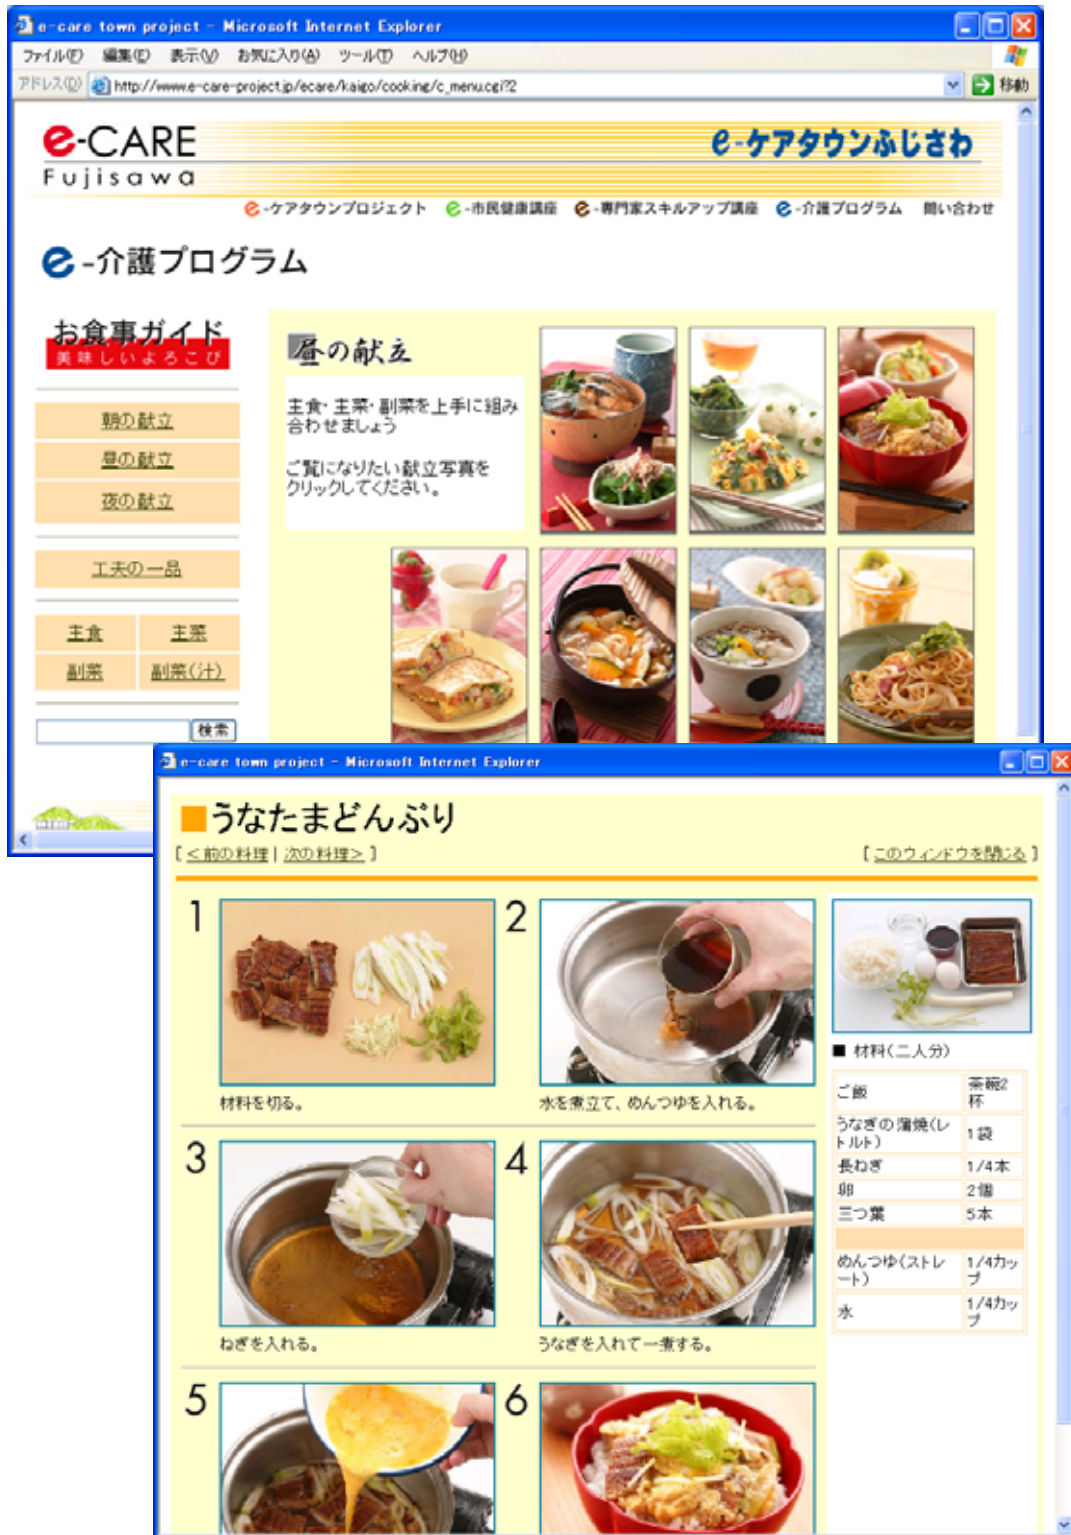 e-care town project - Microsoft Internet Explorer
ファイル(F) 編集(E) 表示(V) お気に入り(A) ツール(T) ヘルプ(H)
アドレス(D) http://www.e-care-project.jp/ecare/kaigo/cooking/c_menu.cgi?2 移動
e-CARE
Fujisawa
e-ケアタウンふじさわ
e-ケアタウンプロジェクト e-市民健康講座 e-専門家スキルアップ講座 e-介護プログラム 問い合わせ
e-介護プログラム
お食事ガイド
美味しいよろこび
朝の献立
昼の献立
夜の献立
工夫の一品
主食 主菜
副菜 副菜(汁)
検索
昼の献立
主食・主菜・副菜を上手に組み
合わせましょう
ご覧になりたい献立写真を
クリックしてください。
e-care town project - Microsoft Internet Explorer
■うなたまどんぶり
[ <前の料理 | 次の料理> ] [ このウィンドウを閉じる ]
1
材料を切る。
2
水を煮立て、めんつゆを入れる。
3
ねぎを入れる。
4
うなぎを入れて一煮する。
5
6
■ 材料(二人分)
ご飯 茶碗2
杯
うなぎの蒲焼(レ
トルト) 1袋
長ねぎ 1/4本
卵 2個
三つ葉 5本
めんつゆ(ストレ
ート) 1/4カッ
プ
水 1/4カッ
プ